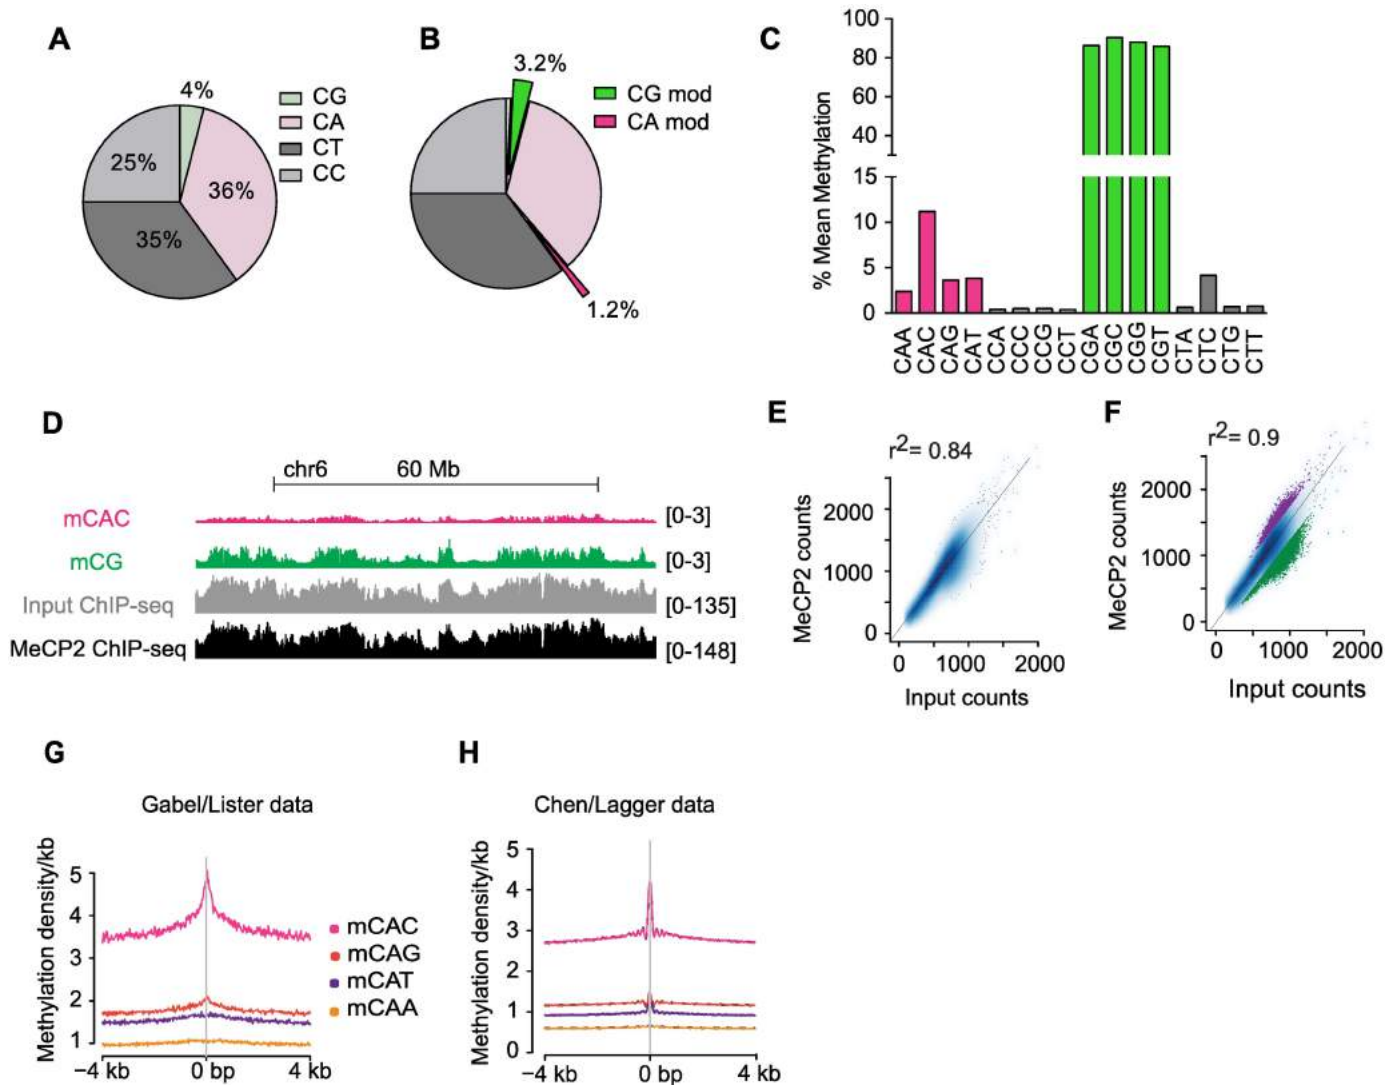 A
4%
25%
36%
35%
CG
CA
CT
CC
B
3.2%
1.2%
CG mod
CA mod
C
% Mean Methylation
100
80
60
40
15
10
5
0
CAA
CAC
CAG
CAT
CCA
CCC
CCG
CCT
CGA
CGC
CGG
CGT
CTA
CTC
CTG
CTT
D
chr6 60 Mb
mCAC [0-3]
mCG [0-3]
Input ChIP-seq [0-135]
MeCP2 ChIP-seq [0-148]
E
r2= 0.84
MeCP2 counts
2000
1000
0
0 1000 2000
Input counts
F
r2= 0.9
MeCP2 counts
2000
1000
0
0 1000 2000
Input counts
G
Gabel/Lister data
Methylation density/kb
5
4
3
2
1
−4 kb 0 bp 4 kb
mCAC
mCAG
mCAT
mCAA
H
Chen/Lagger data
Methylation density/kb
5
4
3
2
1
0
−4 kb 0 bp 4 kb